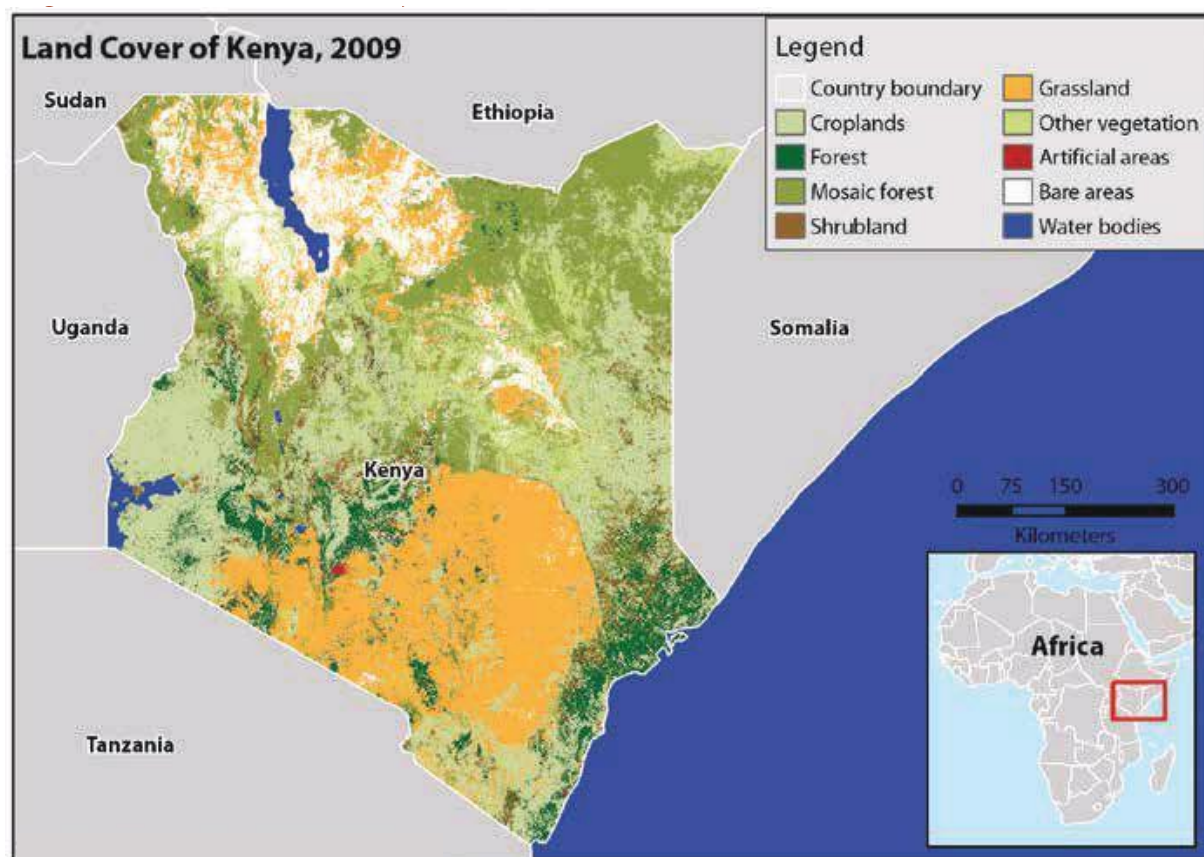 Land Cover of Kenya, 2009
Legend
Country boundary
Croplands
Forest
Mosaic forest
Shrubland
Grassland
Other vegetation
Artificial areas
Bare areas
Water bodies
Sudan
Ethiopia
Uganda
Somalia
Kenya
Tanzania
0 75 150 300
Kilometers
Africa